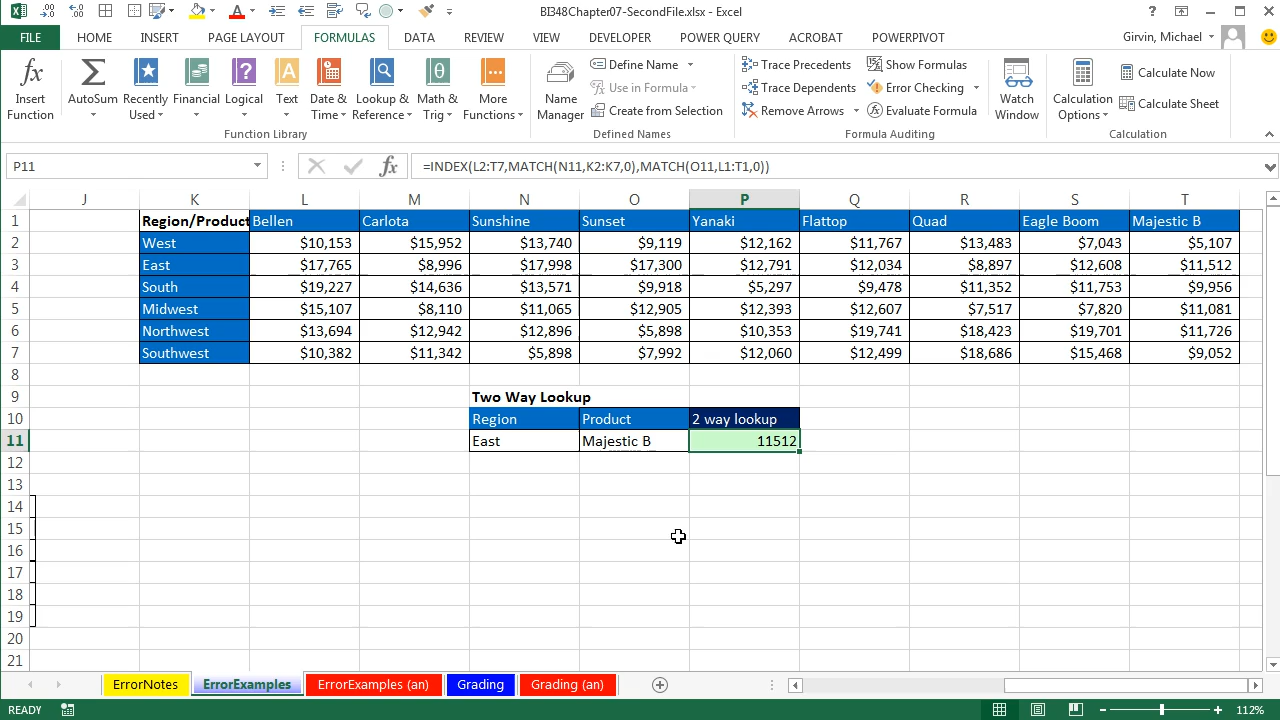 BI348Chapter07-SecondFile.xlsx - Excel
FILE HOME INSERT PAGE LAYOUT FORMULAS DATA REVIEW VIEW DEVELOPER POWER QUERY ACROBAT POWERPIVOT Girvin, Michael
Insert Function
AutoSum
Recently Used
Financial
Logical
Text
Date & Time
Lookup & Reference
Math & Trig
More Functions
Function Library
Name Manager
Define Name
Use in Formula
Create from Selection
Defined Names
Trace Precedents
Trace Dependents
Remove Arrows
Show Formulas
Error Checking
Evaluate Formula
Formula Auditing
Watch Window
Calculation Options
Calculate Now
Calculate Sheet
Calculation
P11 fx =INDEX(L2:T7,MATCH(N11,K2:K7,0),MATCH(O11,L1:T1,0))
J K L M N O P Q R S T
1 Region/Product Bellen Carlota Sunshine Sunset Yanaki Flattop Quad Eagle Boom Majestic B
2 West $10,153 $15,952 $13,740 $9,119 $12,162 $11,767 $13,483 $7,043 $5,107
3 East $17,765 $8,996 $17,998 $17,300 $12,791 $12,034 $8,897 $12,608 $11,512
4 South $19,227 $14,636 $13,571 $9,918 $5,297 $9,478 $11,352 $11,753 $9,956
5 Midwest $15,107 $8,110 $11,065 $12,905 $12,393 $12,607 $7,517 $7,820 $11,081
6 Northwest $13,694 $12,942 $12,896 $5,898 $10,353 $19,741 $18,423 $19,701 $11,726
7 Southwest $10,382 $11,342 $5,898 $7,992 $12,060 $12,499 $18,686 $15,468 $9,052
8
9 Two Way Lookup
10 Region Product 2 way lookup
11 East Majestic B 11512
12
13
14
15
16
17
18
19
20
21
ErrorNotes ErrorExamples ErrorExamples (an) Grading Grading (an)
READY 112%